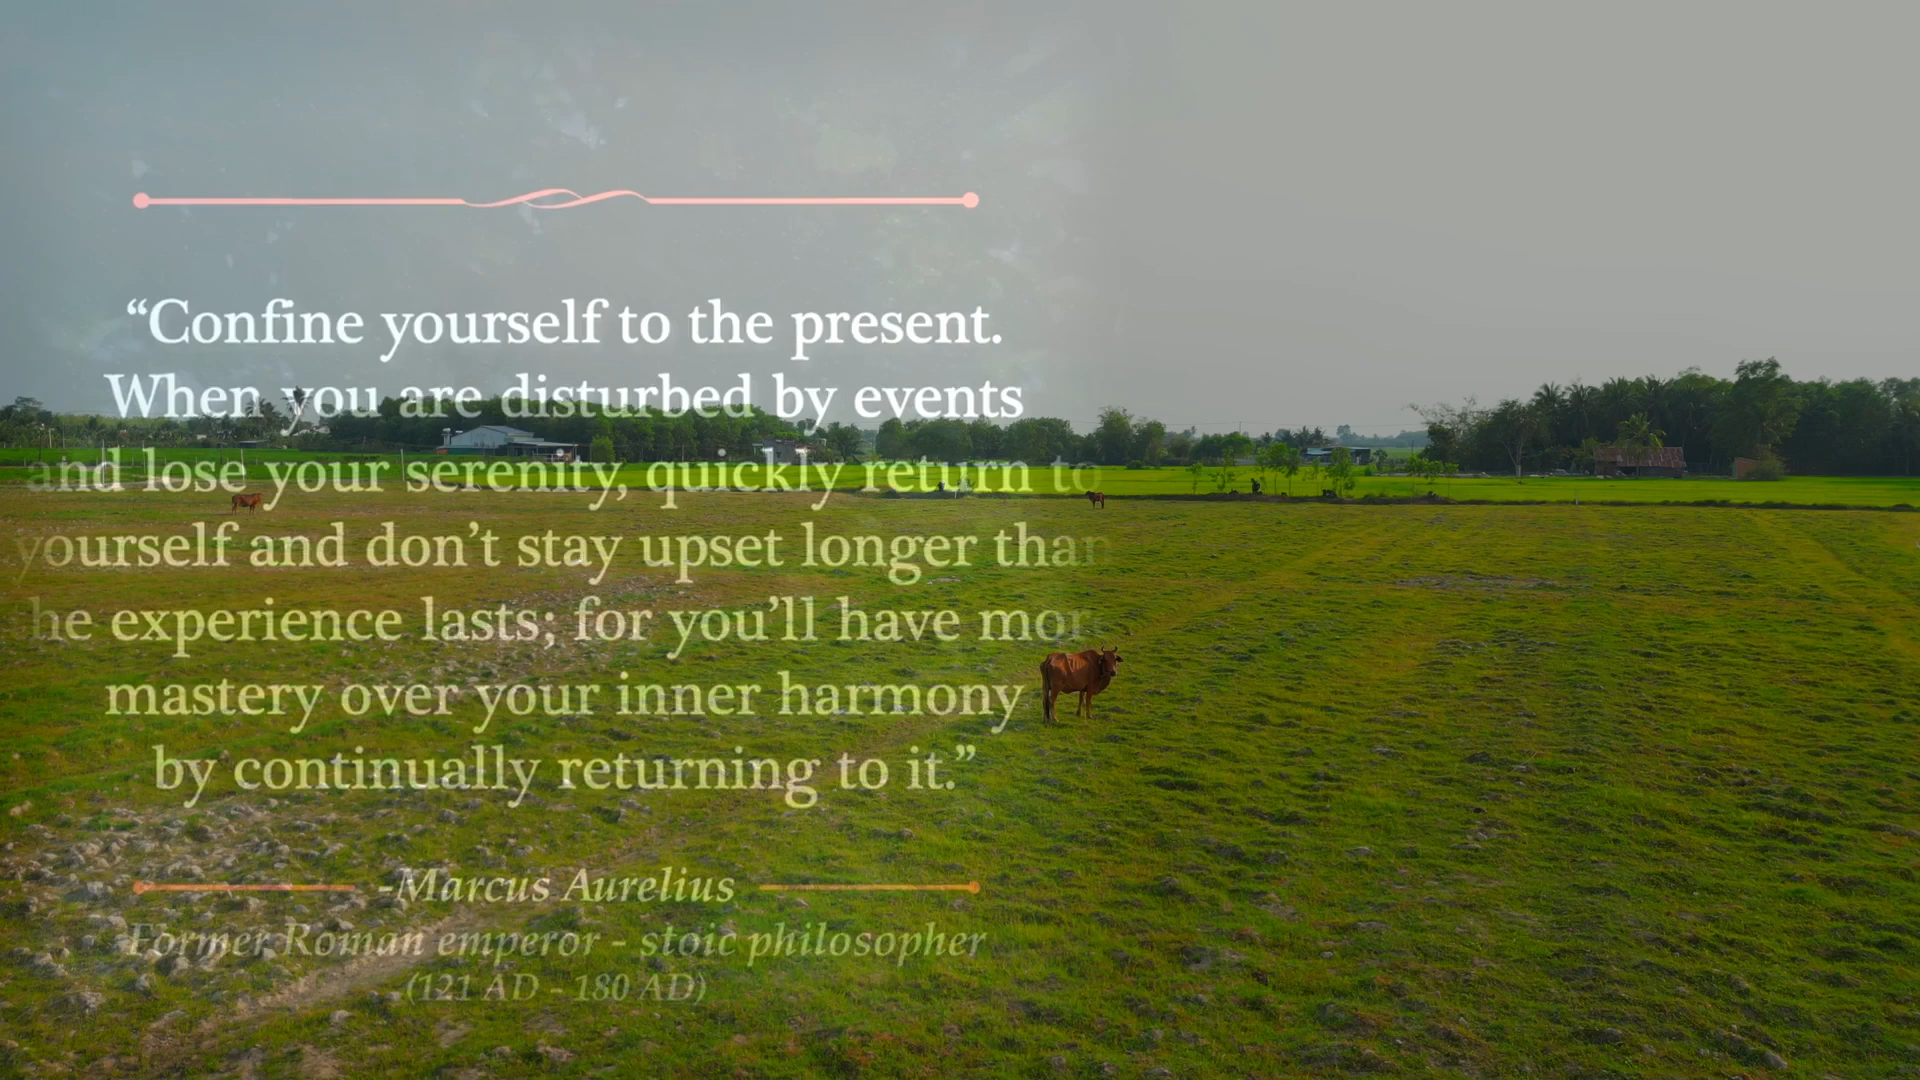 “Confine yourself to the present.
When you are disturbed by events
and lose your serenity, quickly return to
yourself and don’t stay upset longer than
the experience lasts; for you’ll have more
mastery over your inner harmony
by continually returning to it.”
-Marcus Aurelius
Former Roman emperor - stoic philosopher
(121 AD - 180 AD)